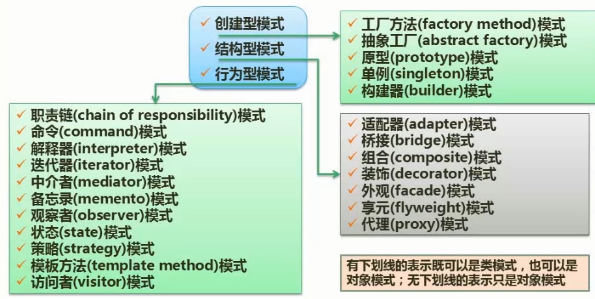 创建型模式
结构型模式
行为型模式
工厂方法(factory method)模式
抽象工厂(abstract factory)模式
原型(prototype)模式
单例(singleton)模式
构建器(builder)模式
职责链(chain of responsibility)模式
命令(command)模式
解释器(interpreter)模式
迭代器(iterator)模式
中介者(mediator)模式
备忘录(memento)模式
观察者(observer)模式
状态(state)模式
策略(strategy)模式
模板方法(template method)模式
访问者(visitor)模式
适配器(adapter)模式
桥接(bridge)模式
组合(composite)模式
装饰(decorator)模式
外观(facade)模式
享元(flyweight)模式
代理(proxy)模式
有下划线的表示既可以是类模式，也可以是
对象模式；无下划线的表示只是对象模式